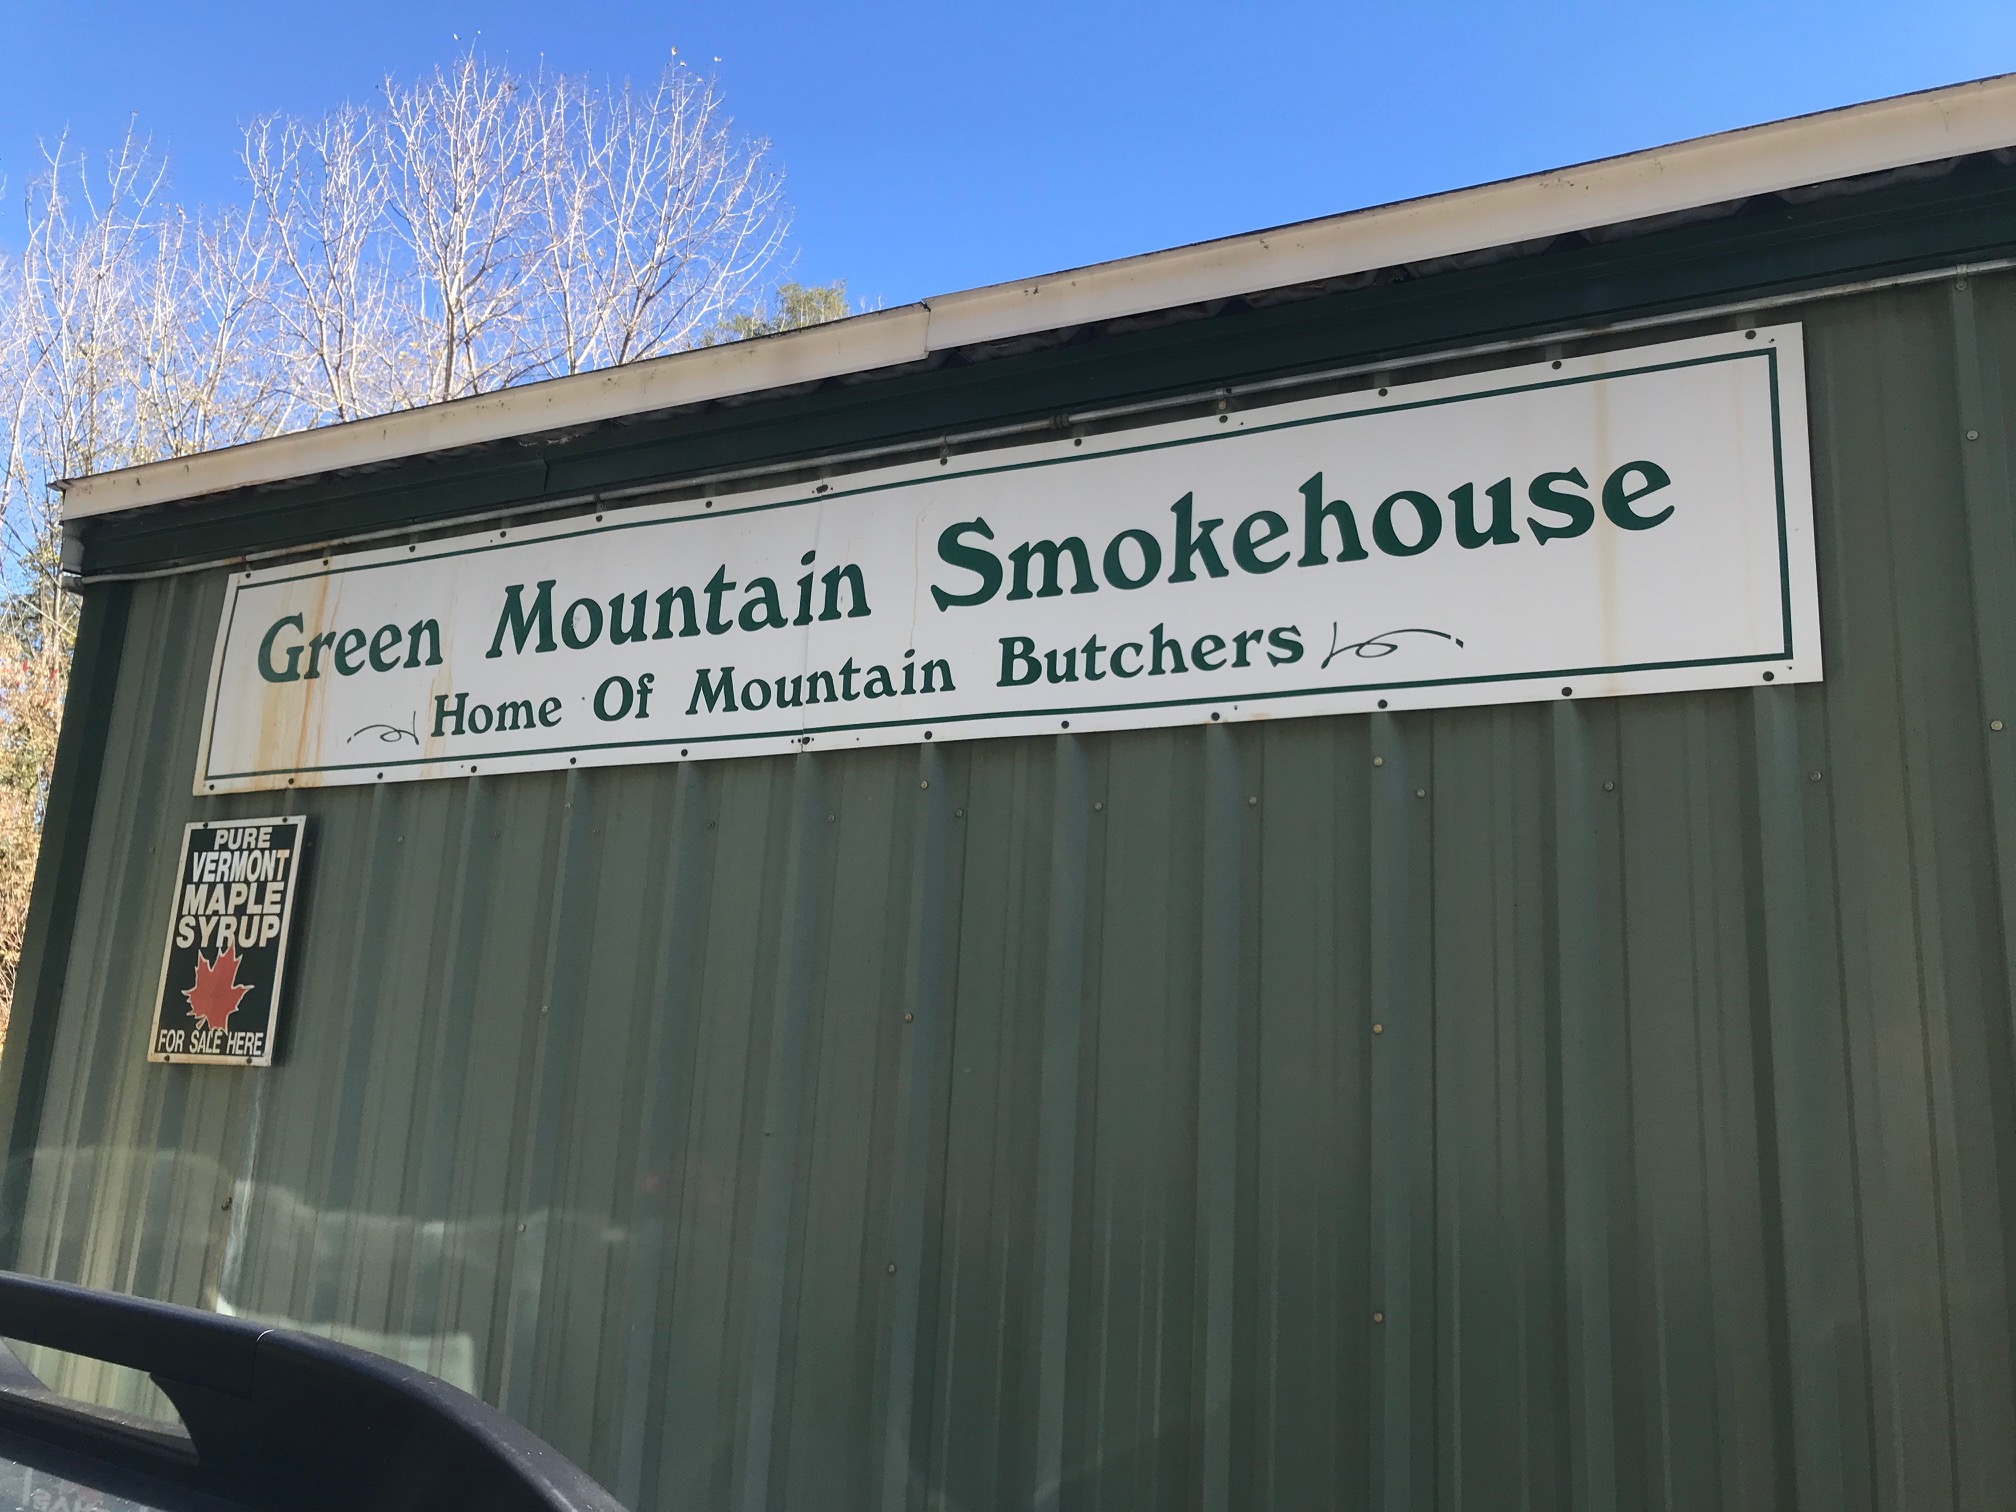 Green Mountain Smokehouse
Home Of Mountain Butchers
PURE
VERMONT
MAPLE
SYRUP
FOR SALE HERE